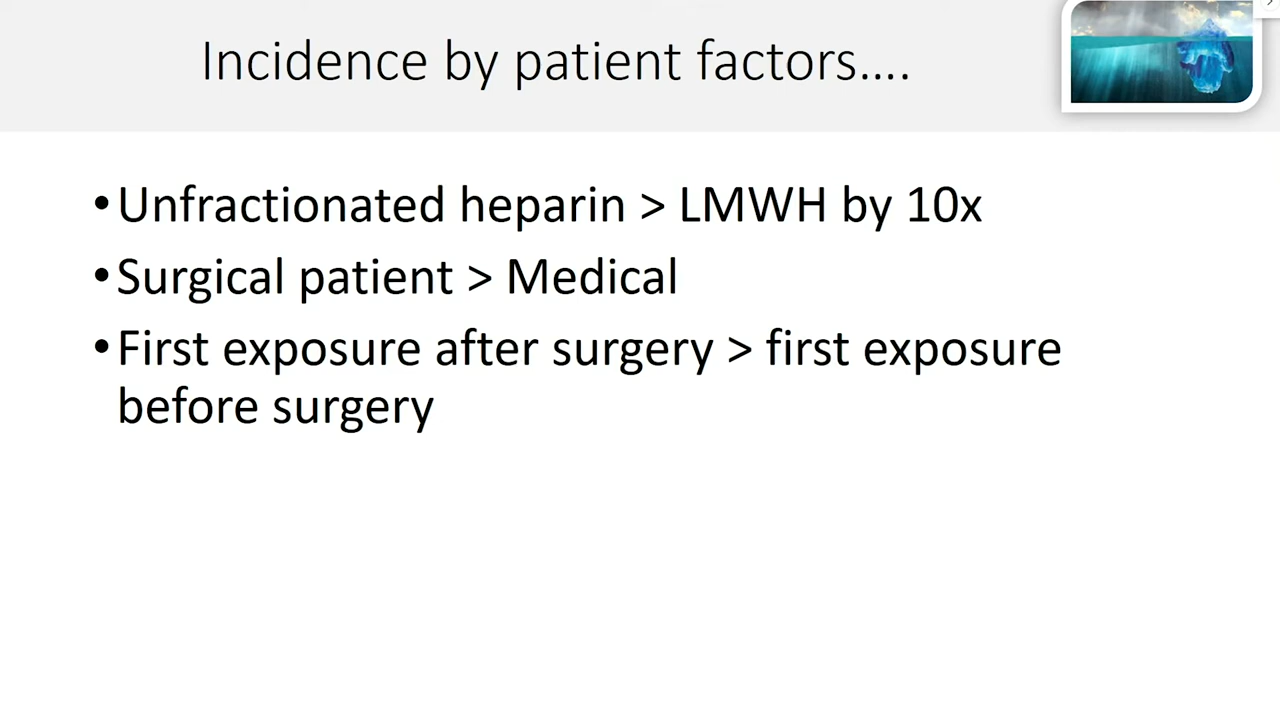 Incidence by patient factors....
•Unfractionated heparin > LMWH by 10x
•Surgical patient > Medical
•First exposure after surgery > first exposure
before surgery